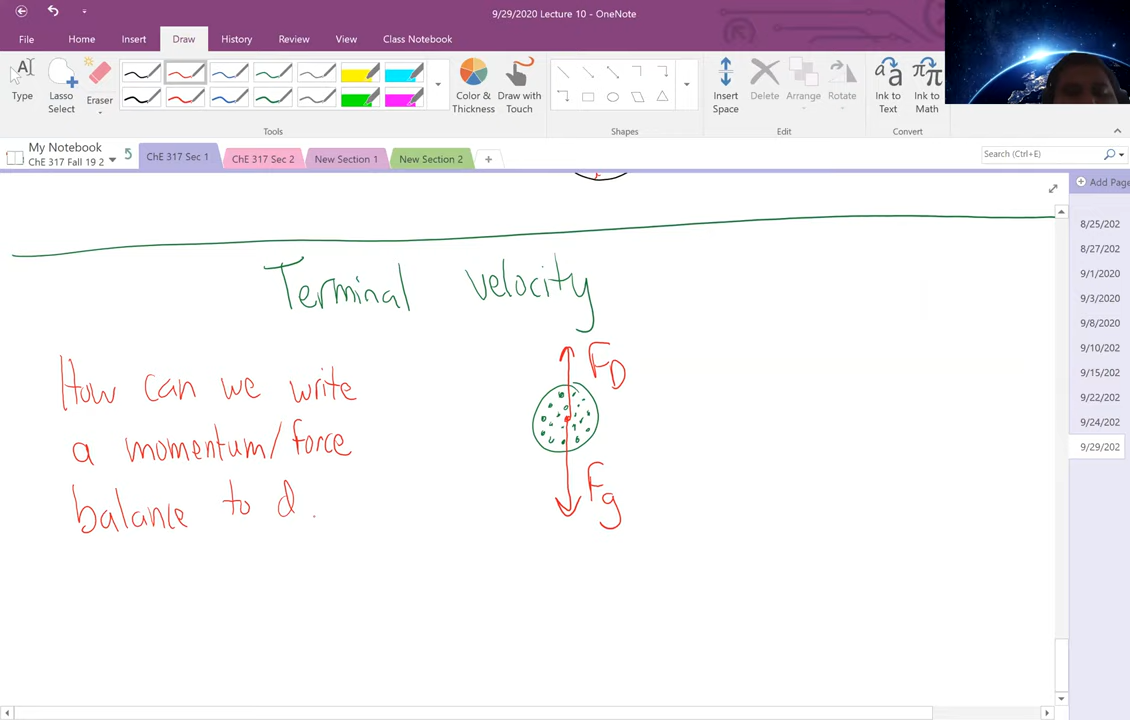 9/29/2020 Lecture 10 - OneNote
File Home Insert Draw History Review View Class Notebook
Type
Lasso Select
Eraser
Color & Thickness
Draw with Touch
Insert Space
Delete
Arrange
Rotate
Ink to Text
Ink to Math
Tools
Shapes
Edit
Convert
My Notebook
ChE 317 Fall 19 2
ChE 317 Sec 1
ChE 317 Sec 2
New Section 1
New Section 2
Search (Ctrl+E)
Add Page
8/25/202
8/27/202
9/1/2020
9/3/2020
9/8/2020
9/10/202
9/15/202
9/22/202
9/24/202
9/29/202
Terminal velocity
How can we write
a momentum/force
balance to d
FD
Fg